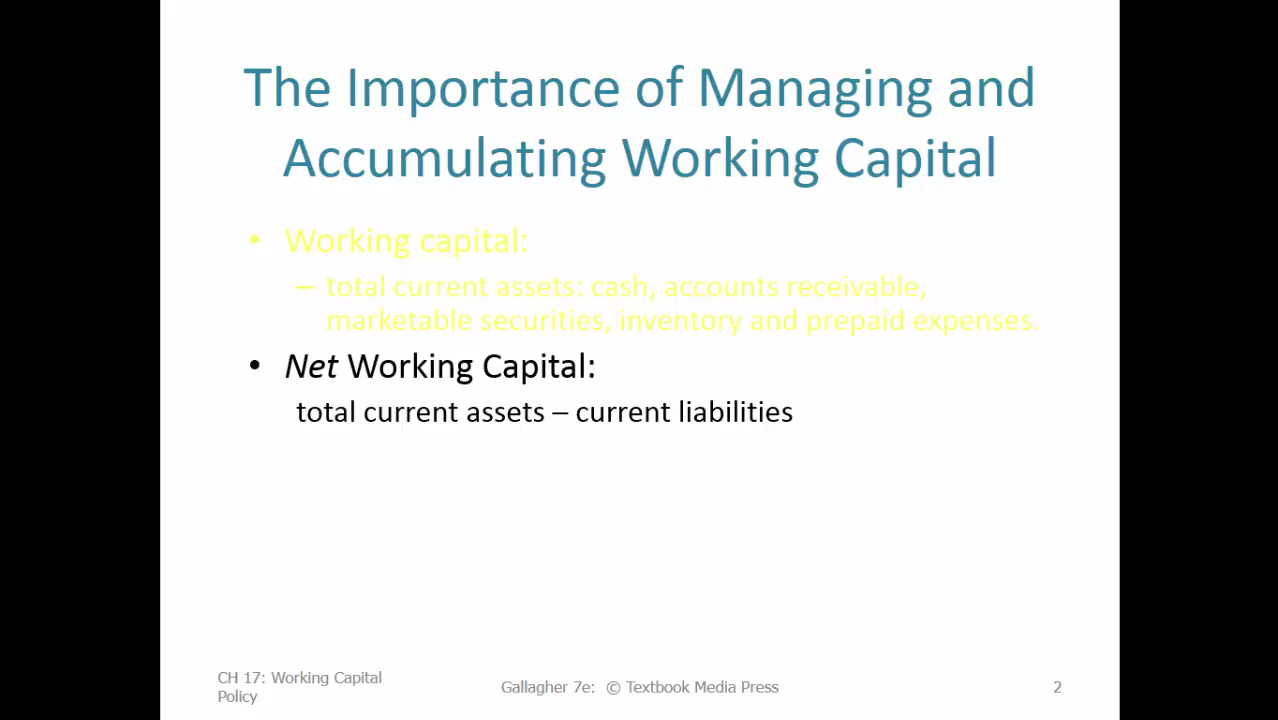 The Importance of Managing and
Accumulating Working Capital
• Working capital:
– total current assets: cash, accounts receivable,
marketable securities, inventory and prepaid expenses.
• Net Working Capital:
total current assets – current liabilities
CH 17: Working Capital
Policy
Gallagher 7e: © Textbook Media Press
2